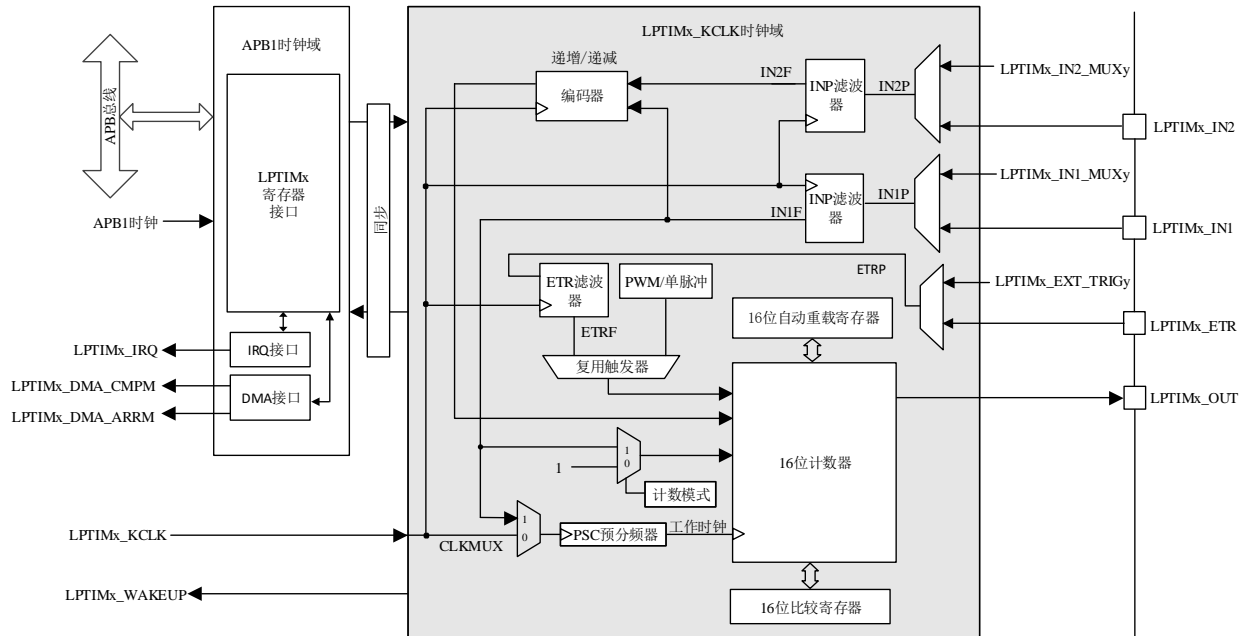 APB1时钟域
LPTIMx_KCLK时钟域
APB总线
APB1时钟
LPTIMx
寄存器
接口
同步
递增/递减
编码器
IN2F
INP滤波
器
IN2P
LPTIMx_IN2_MUXy
LPTIMx_IN2
IN1F
INP滤波
器
IN1P
LPTIMx_IN1_MUXy
LPTIMx_IN1
ETRP
LPTIMx_EXT_TRIGy
LPTIMx_ETR
ETR滤波
器
PWM/单脉冲
ETRF
复用触发器
16位自动重载寄存器
LPTIMx_IRQ
IRQ接口
LPTIMx_DMA_CMPM
DMA接口
LPTIMx_DMA_ARRM
LPTIMx_OUT
16位计数器
1
1
0
计数模式
1
0
LPTIMx_KCLK
CLKMUX
PSC预分频器
工作时钟
LPTIMx_WAKEUP
16位比较寄存器